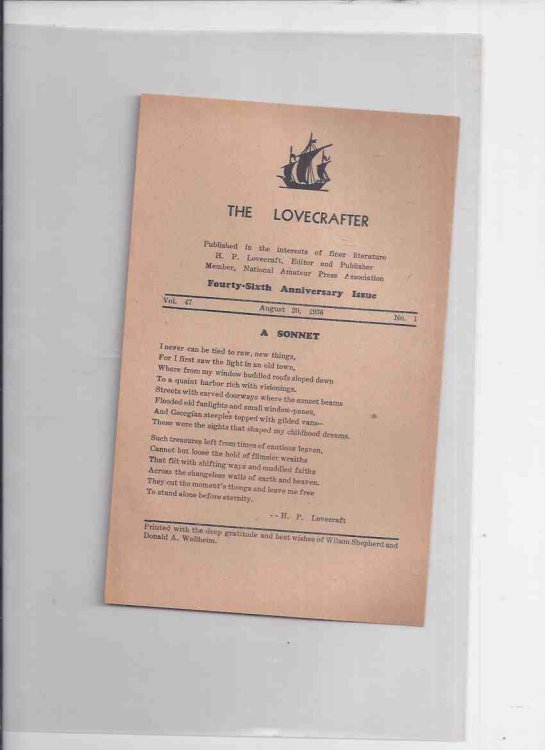 THE LOVECRAFTER
Published in the interests of finer literature
H. P. Lovecraft, Editor and Publisher
Member, National Amateur Press Association
Fourty-Sixth Anniversary Issue
Vol. 47 August 20, 1936 No. 1
A SONNET
I never can be tied to raw, new things,
For I first saw the light in an old town,
Where from my window huddled roofs sloped down
To a quaint harbor rich with visionings.
Streets with carved doorways where the sunset beams
Flooded old fanlights and small window-panes,
And Georgian steeples topped with gilded vans--
These were the sights that shaped my childhood dreams.
Such treasures left from times of cautious leaven,
Cannot but loose the hold of flimsier wraiths
That flit with shifting ways and muddled faiths
Across the changeless walls of earth and heaven.
They cut the moment's thongs and leave me free
To stand alone before eternity.
-- H. P. Lovecraft
Printed with the deep gratitude and best wishes of Wilson Shepherd and
Donald A. Wollheim.